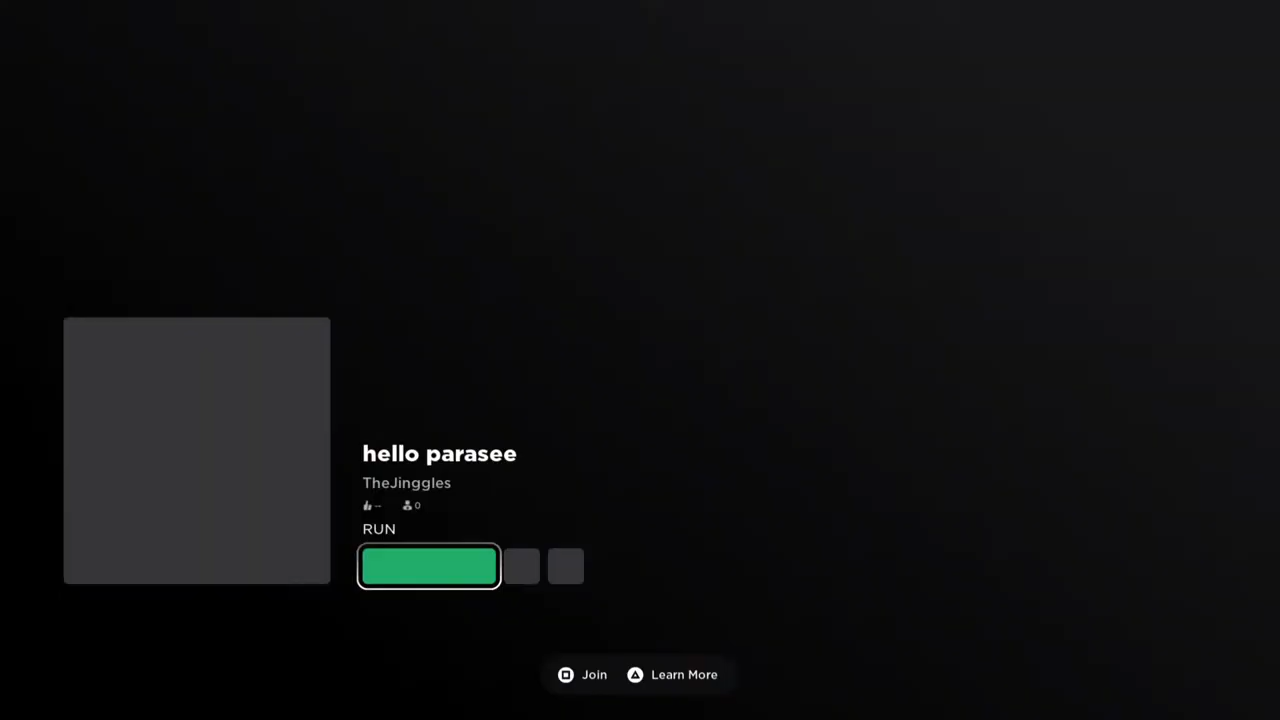 hello parasee
TheJinggles
-- 0
RUN
Join Learn More